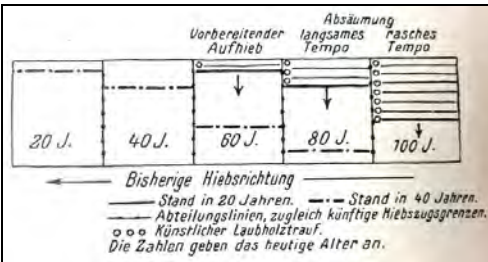 Absäumung
Vorbereitender langsames rasches
Aufhieb Tempo Tempo
20 J. 40 J. 60 J. 80 J. 100 J.
Bisherige Hiebsrichtung
Stand in 20 Jahren. Stand in 40 Jahren.
Abteilungslinien, zugleich künftige Hiebszugsgrenzen.
Künstlicher Laubholztrauf.
Die Zahlen geben das heutige Alter an.